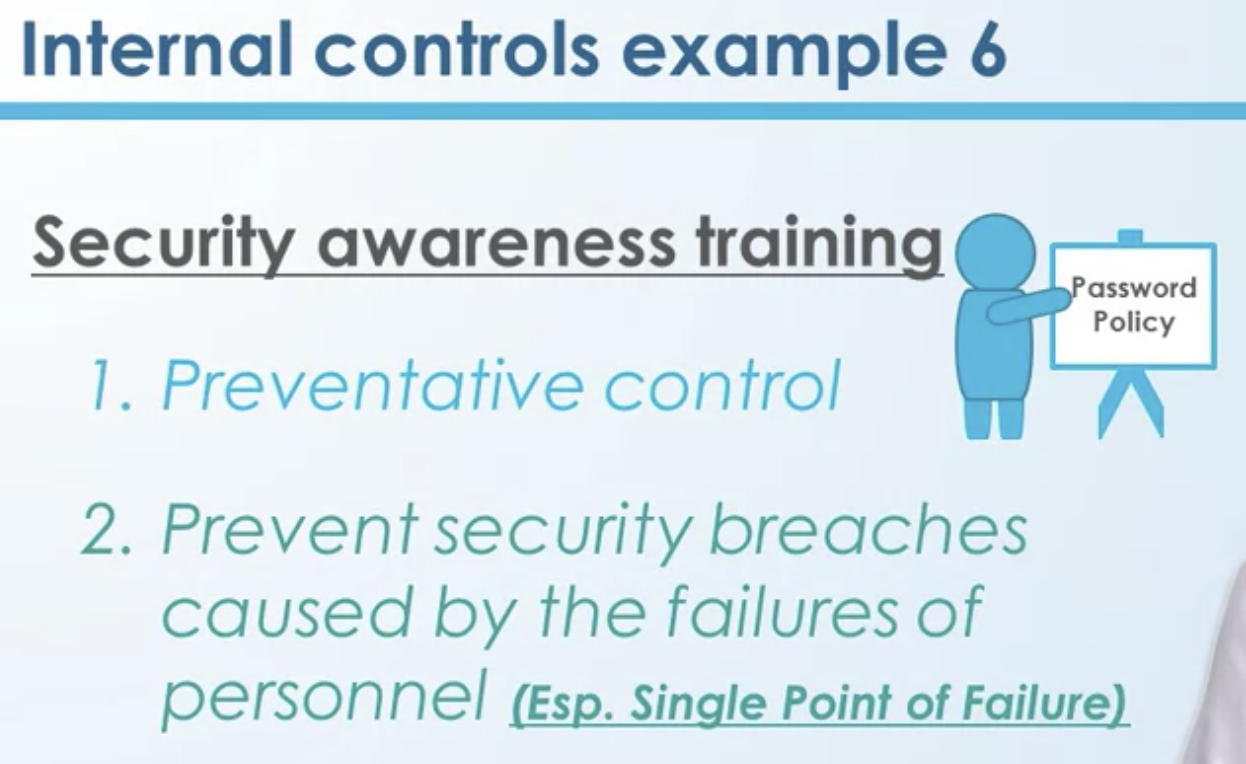 Internal controls example 6
Security awareness training
Password
Policy
1. Preventative control
2. Prevent security breaches
caused by the failures of
personnel (Esp. Single Point of Failure)